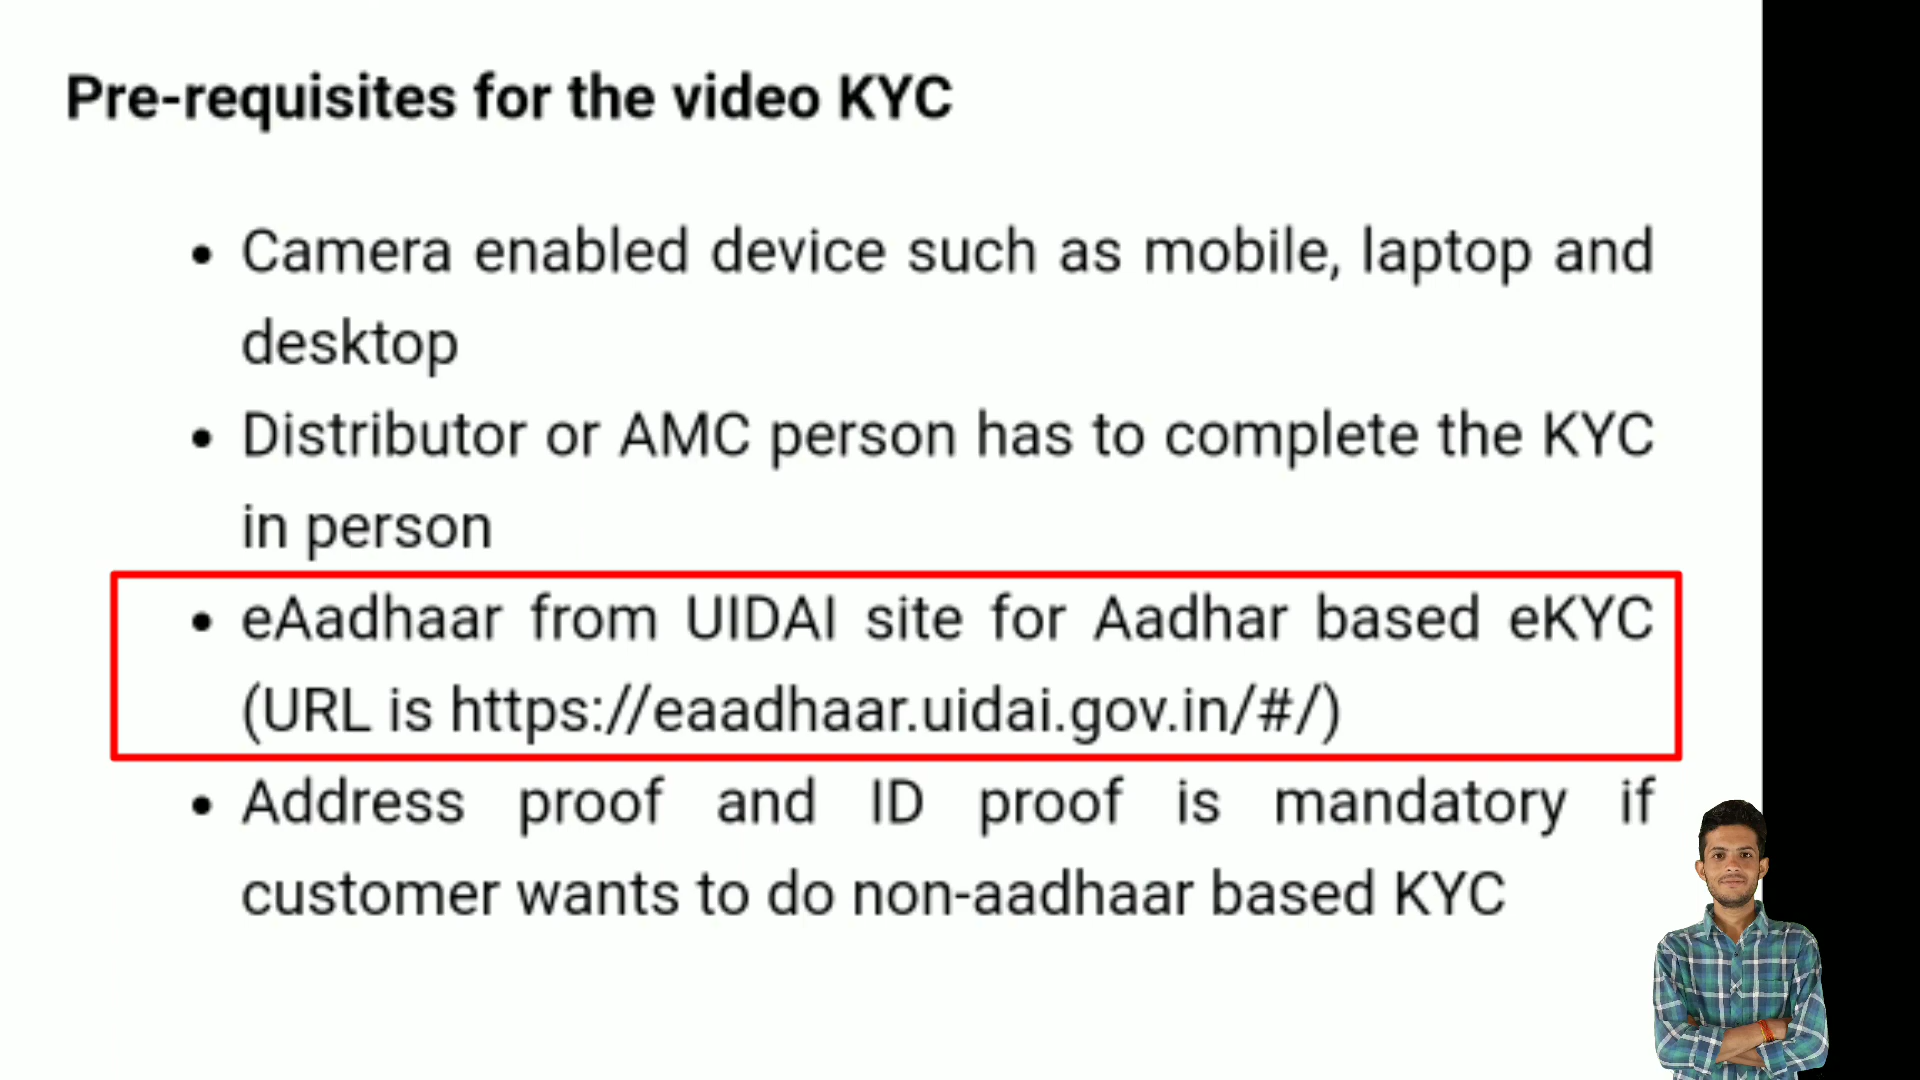 Pre-requisites for the video KYC
• Camera enabled device such as mobile, laptop and
desktop
• Distributor or AMC person has to complete the KYC
in person
• eAadhaar from UIDAI site for Aadhar based eKYC
(URL is https://eaadhaar.uidai.gov.in/#/)
• Address proof and ID proof is mandatory if
customer wants to do non-aadhaar based KYC